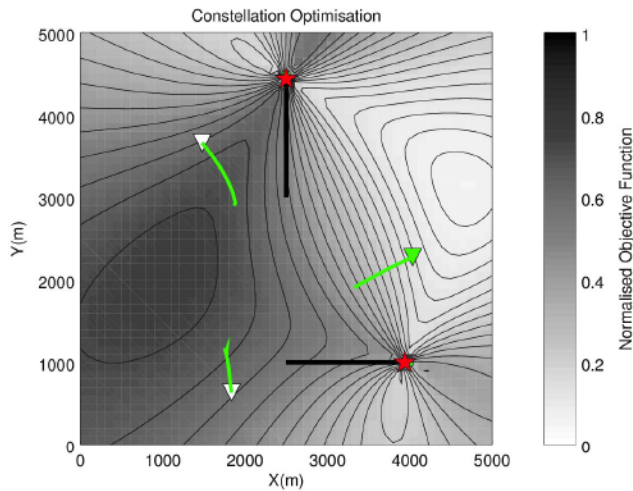 Constellation Optimisation
5000
4000
3000
2000
1000
0
Y(m)
0 1000 2000 3000 4000 5000
X(m)
1
0.8
0.6
0.4
0.2
0
Normalised Objective Function